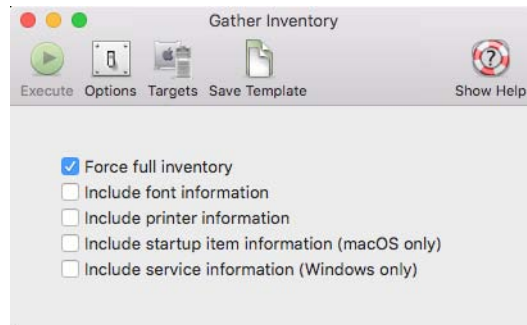 Gather Inventory
Execute Options Targets Save Template Show Help
Force full inventory
Include font information
Include printer information
Include startup item information (macOS only)
Include service information (Windows only)